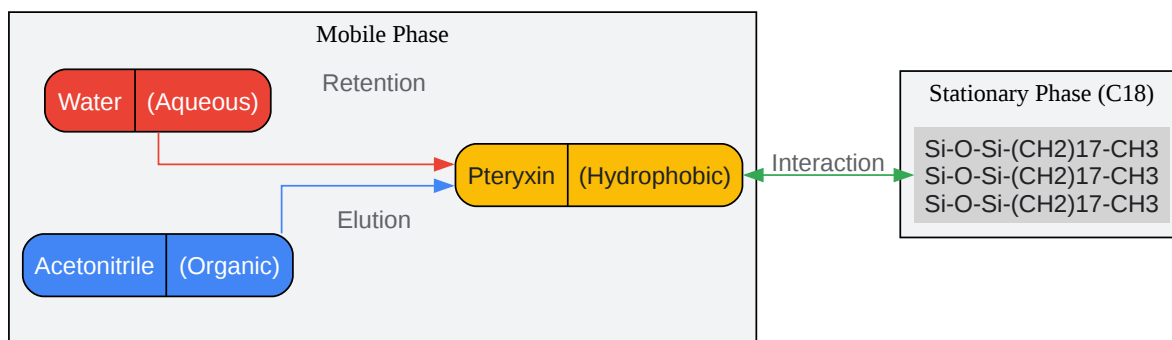 Mobile Phase
Retention
Water (Aqueous)
Stationary Phase (C18)
Si-O-Si-(CH2)17-CH3
Si-O-Si-(CH2)17-CH3
Si-O-Si-(CH2)17-CH3
Interaction
Pteryxin (Hydrophobic)
Elution
Acetonitrile (Organic)